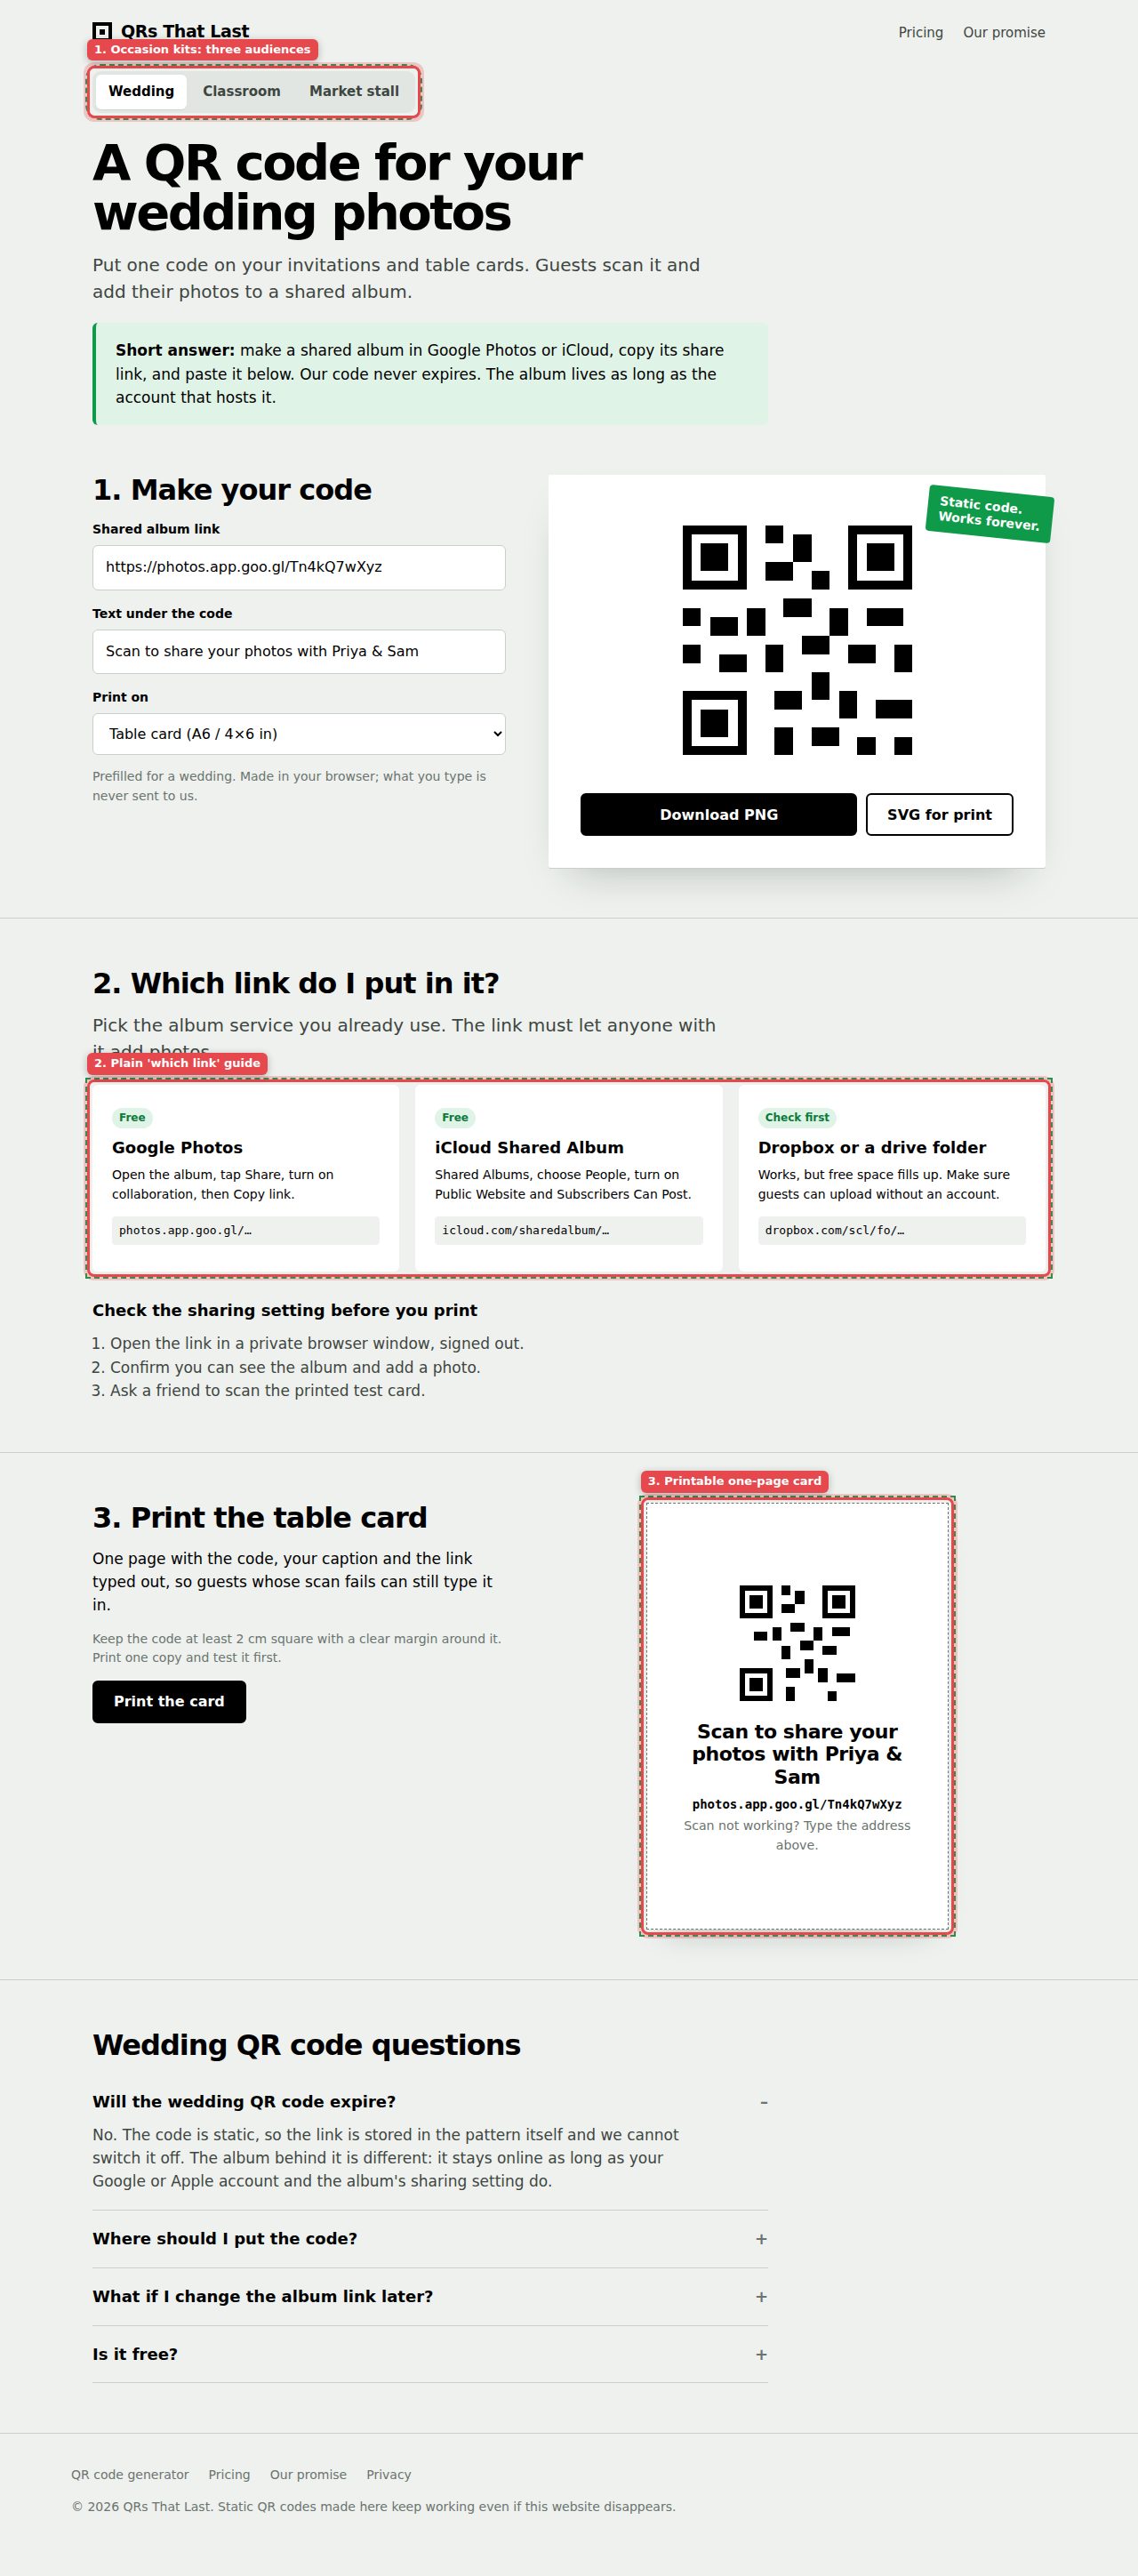 QRs That Last
Pricing
Our promise
1. Occasion kits: three audiences
Wedding
Classroom
Market stall
A QR code for your
wedding photos
Put one code on your invitations and table cards. Guests scan it and
add their photos to a shared album.
Short answer: make a shared album in Google Photos or iCloud, copy its share
link, and paste it below. Our code never expires. The album lives as long as the
account that hosts it.
1. Make your code
Shared album link
https://photos.app.goo.gl/Tn4kQ7wXyz
Text under the code
Scan to share your photos with Priya & Sam
Print on
Table card (A6 / 4×6 in)
Prefilled for a wedding. Made in your browser; what you type is
never sent to us.
Static code.
Works forever.
Download PNG
SVG for print
2. Which link do I put in it?
Pick the album service you already use. The link must let anyone with
it add photos.
2. Plain 'which link' guide
Free
Google Photos
Open the album, tap Share, turn on
collaboration, then Copy link.
photos.app.goo.gl/…
Free
iCloud Shared Album
Shared Albums, choose People, turn on
Public Website and Subscribers Can Post.
icloud.com/sharedalbum/…
Check first
Dropbox or a drive folder
Works, but free space fills up. Make sure
guests can upload without an account.
dropbox.com/scl/fo/…
Check the sharing setting before you print
1. Open the link in a private browser window, signed out.
2. Confirm you can see the album and add a photo.
3. Ask a friend to scan the printed test card.
3. Print the table card
One page with the code, your caption and the link
typed out, so guests whose scan fails can still type it
in.
Keep the code at least 2 cm square with a clear margin around it.
Print one copy and test it first.
Print the card
3. Printable one-page card
Scan to share your
photos with Priya &
Sam
photos.app.goo.gl/Tn4kQ7wXyz
Scan not working? Type the address
above.
Wedding QR code questions
Will the wedding QR code expire?
–
No. The code is static, so the link is stored in the pattern itself and we cannot
switch it off. The album behind it is different: it stays online as long as your
Google or Apple account and the album's sharing setting do.
Where should I put the code?
+
What if I change the album link later?
+
Is it free?
+
QR code generator
Pricing
Our promise
Privacy
© 2026 QRs That Last. Static QR codes made here keep working even if this website disappears.